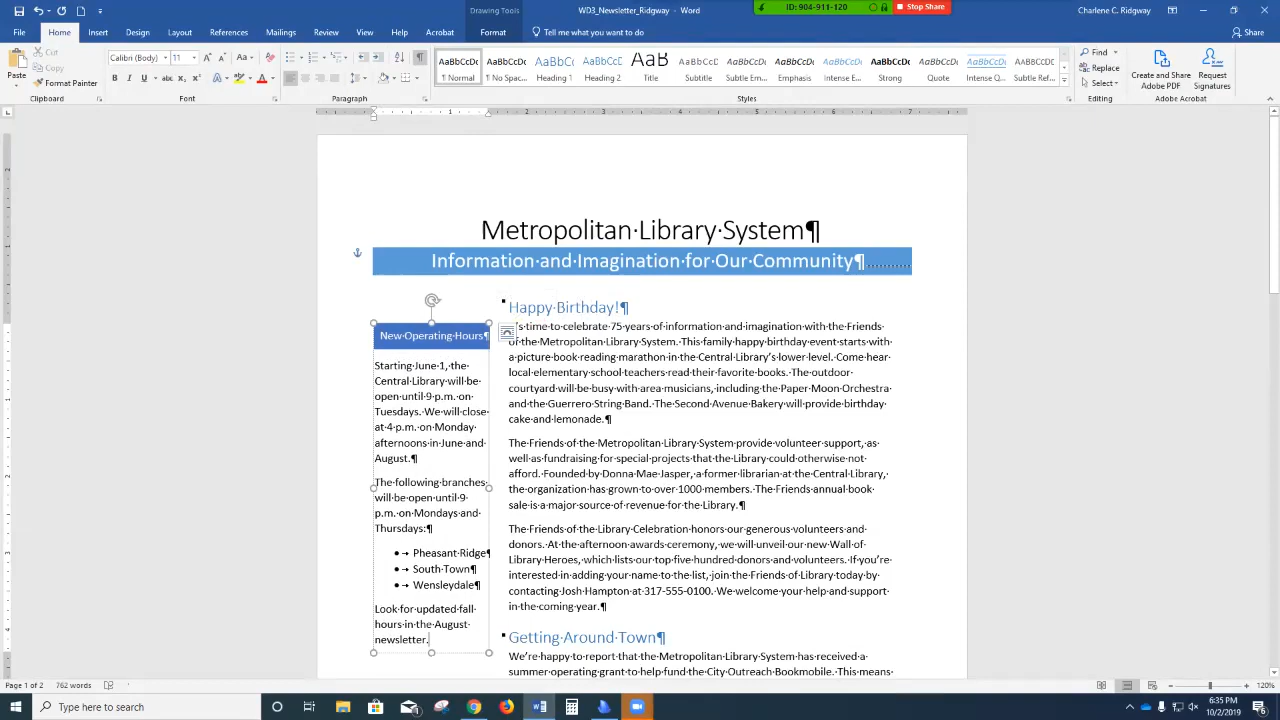 Drawing Tools
WD3_Newsletter_Ridgway - Word
ID: 904-911-120
Stop Share
Charlene C. Ridgway
File Home Insert Draw Design Layout References Mailings Review View Help Acrobat Format Tell me what you want to do
Share
Paste
Cut
Copy
Format Painter
Clipboard
Calibri (Body) 11
Font
Paragraph
¶ Normal
¶ No Spac...
Heading 1
Heading 2
Title
Subtitle
Subtle Em...
Emphasis
Intense E...
Strong
Quote
Intense Q...
Subtle Ref...
Styles
Find
Replace
Select
Editing
Create and Share Adobe PDF
Request Signatures
Adobe Acrobat
Metropolitan·Library·System¶
Information·and·Imagination·for·Our·Community¶
New·Operating·Hours¶
Starting·June·1,·the·
Central·Library·will·be·
open·until·9·p.m.·on·
Tuesdays.·We·will·close·
at·4·p.m.·on·Monday·
afternoons·in·June·and·
August.¶
The·following·branches·
will·be·open·until·9·
p.m.·on·Mondays·and·
Thursdays:¶
•→Pheasant·Ridge¶
•→South·Town¶
•→Wensleydale¶
Look·for·updated·fall·
hours·in·the·August·
newsletter.
Happy·Birthday!¶
's·time·to·celebrate·75·years·of·information·and·imagination·with·the·Friends·
of·the·Metropolitan·Library·System.·This·family·happy·birthday·event·starts·with·
a·picture·book·reading·marathon·in·the·Central·Library's·lower·level.·Come·hear·
local·elementary·school·teachers·read·their·favorite·books.·The·outdoor·
courtyard·will·be·busy·with·area·musicians,·including·the·Paper·Moon·Orchestra·
and·the·Guerrero·String·Band.·The·Second·Avenue·Bakery·will·provide·birthday·
cake·and·lemonade.¶
The·Friends·of·the·Metropolitan·Library·System·provide·volunteer·support,·as·
well·as·fundraising·for·special·projects·that·the·Library·could·otherwise·not·
afford.·Founded·by·Donna·Mae·Jasper,·a·former·librarian·at·the·Central·Library,·
the·organization·has·grown·to·over·1000·members.·The·Friends·annual·book·
sale·is·a·major·source·of·revenue·for·the·Library.¶
The·Friends·of·the·Library·Celebration·honors·our·generous·volunteers·and·
donors.·At·the·afternoon·awards·ceremony,·we·will·unveil·our·new·Wall·of·
Library·Heroes,·which·lists·our·top·five·hundred·donors·and·volunteers.·If·you're·
interested·in·adding·your·name·to·the·list,·join·the·Friends·of·Library·today·by·
contacting·Josh·Hampton·at·317-555-0100.·We·welcome·your·help·and·support·
in·the·coming·year.¶
Getting·Around·Town¶
We're·happy·to·report·that·the·Metropolitan·Library·System·has·received·a·
summer·operating·grant·to·help·fund·the·City·Outreach·Bookmobile.·This·means·
Page 1 of 2 762 words
120%
Type here to search
6:35 PM
10/2/2019